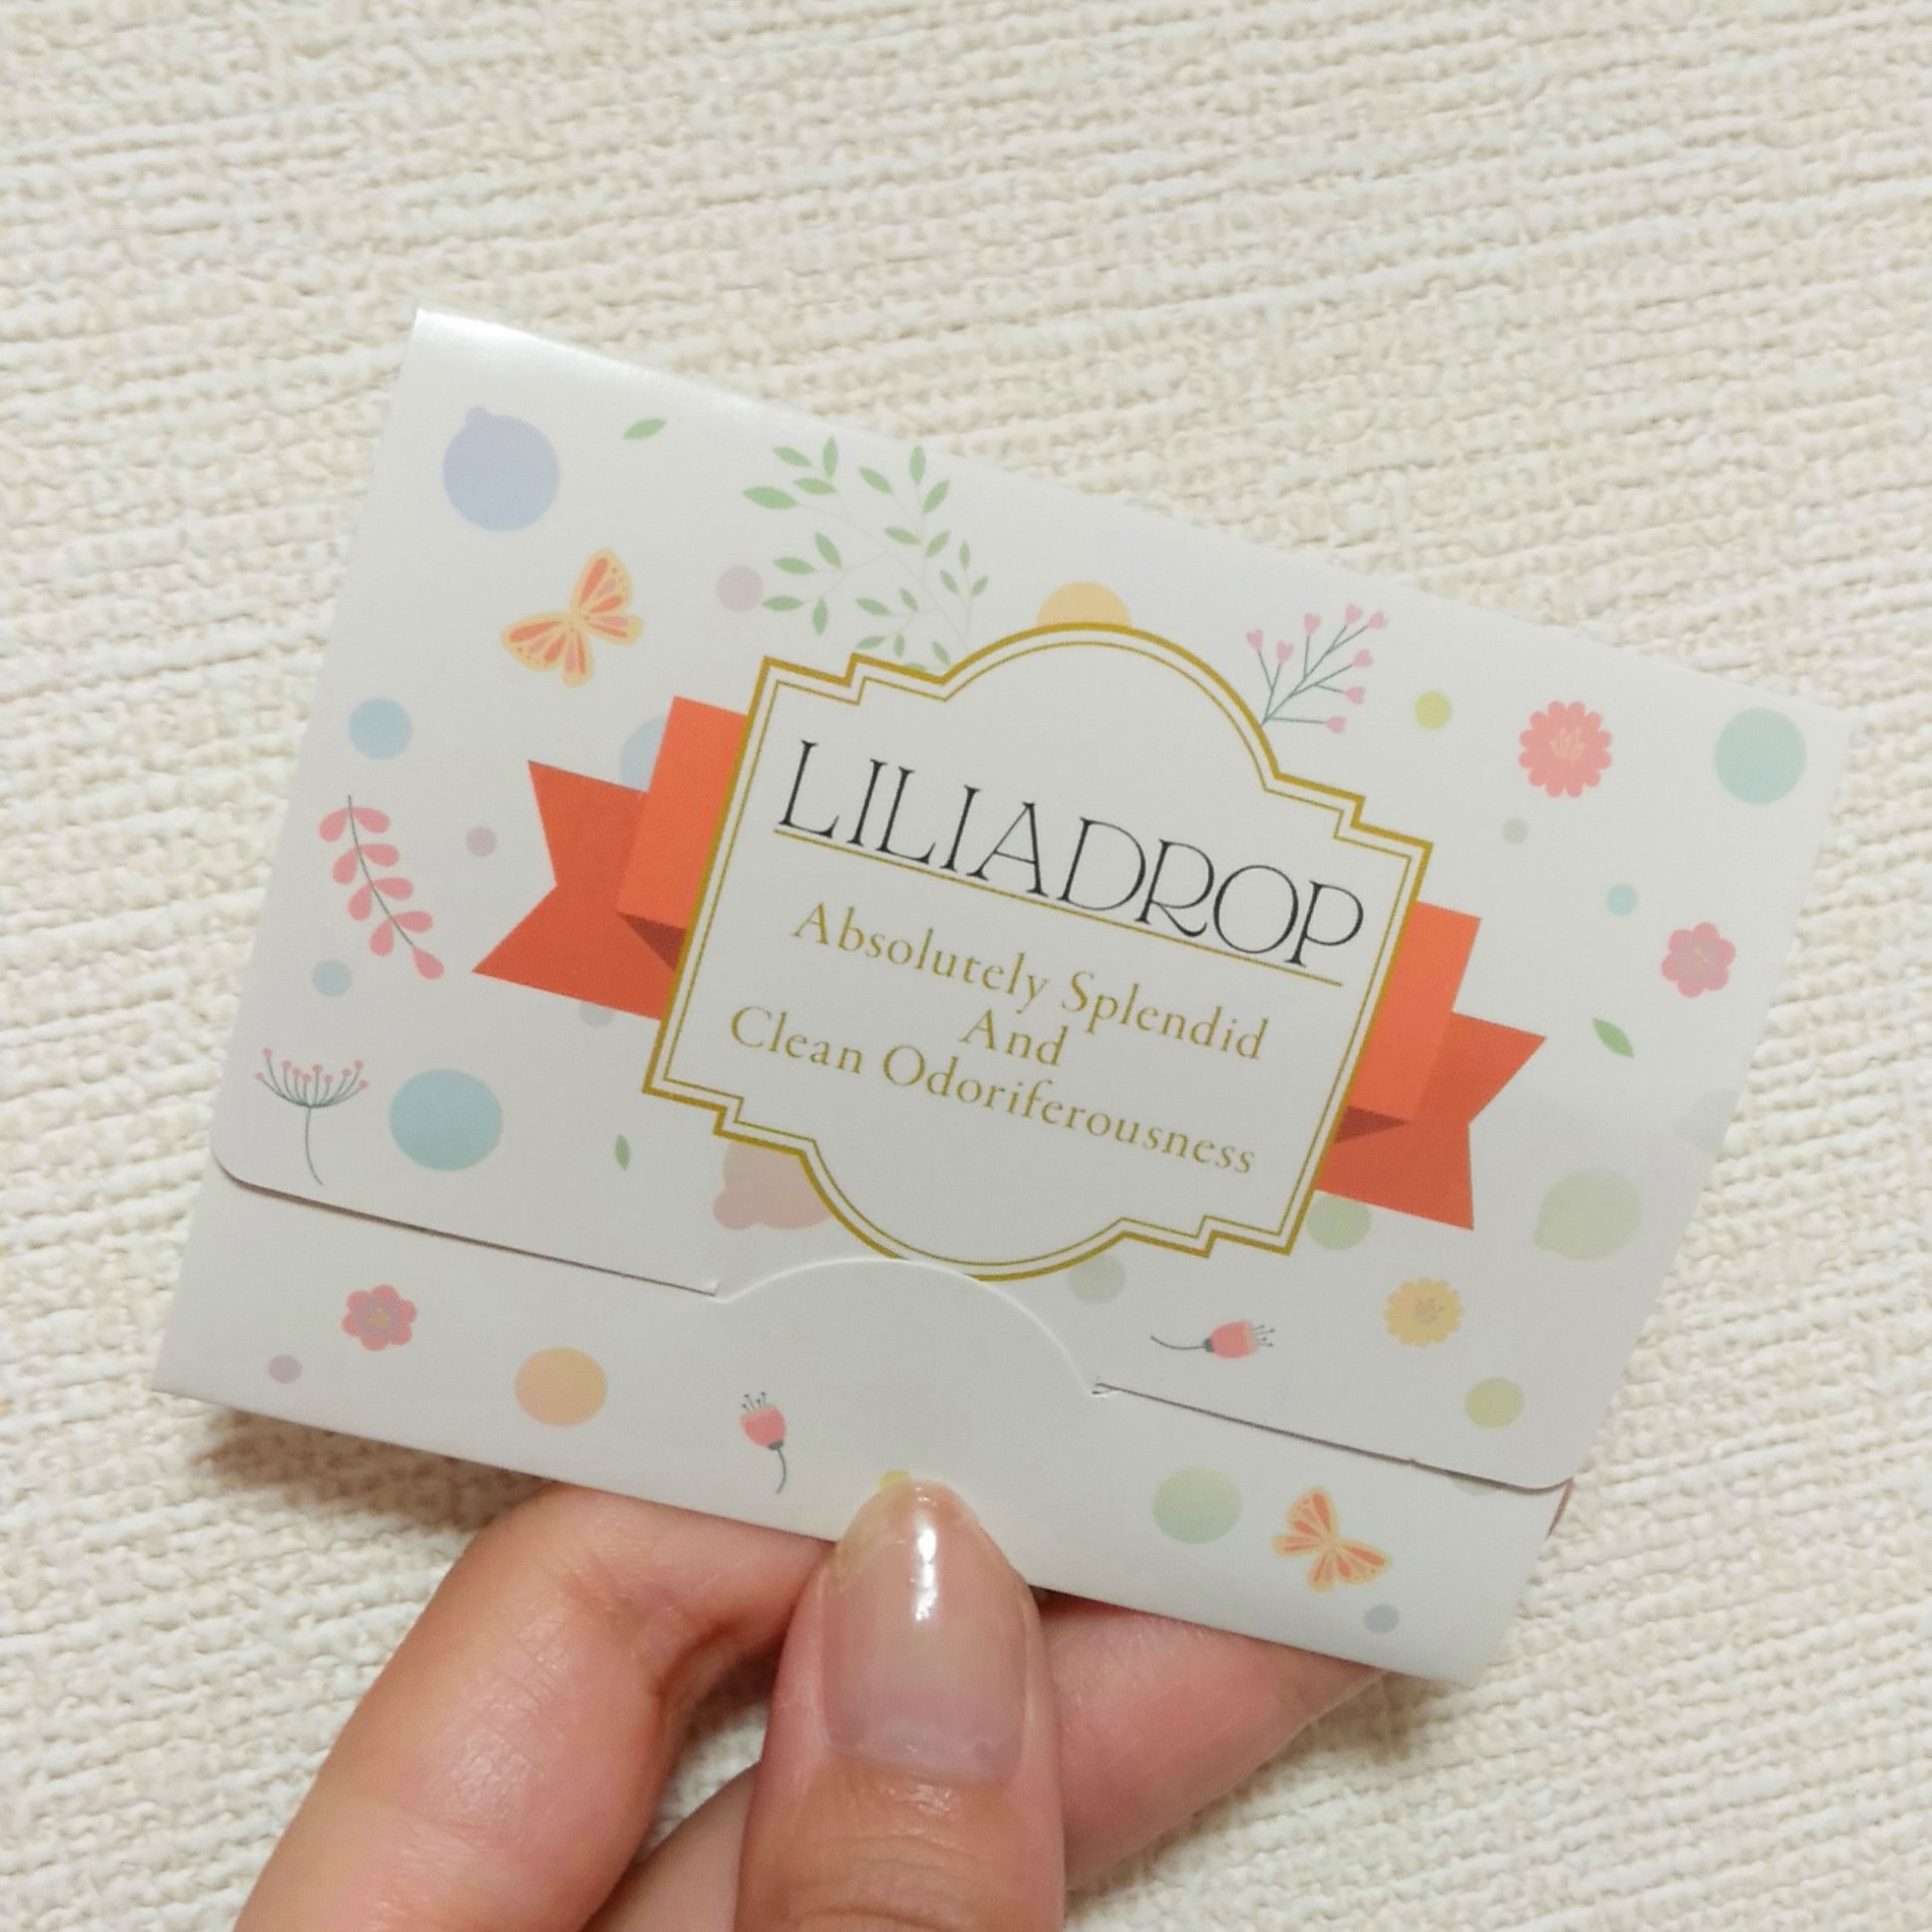 LILIADROP
Absolutely Splendid
And
Clean Odoriferousness